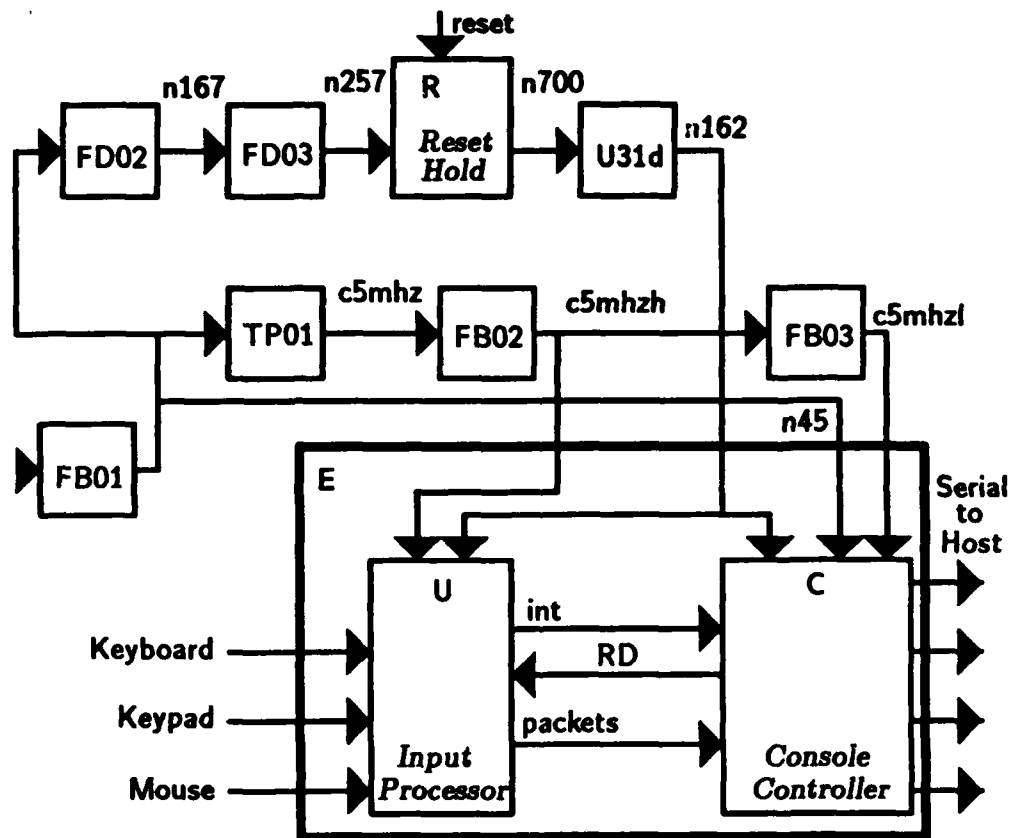 reset
n167
n257
R
n700
n162
FD02
FD03
Reset
Hold
U31d
c5mhz
c5mhzh
c5mhzl
TP01
FB02
FB03
n45
FB01
E
Serial
to
Host
U
C
int
Keyboard
RD
Keypad
packets
Input
Processor
Console
Controller
Mouse